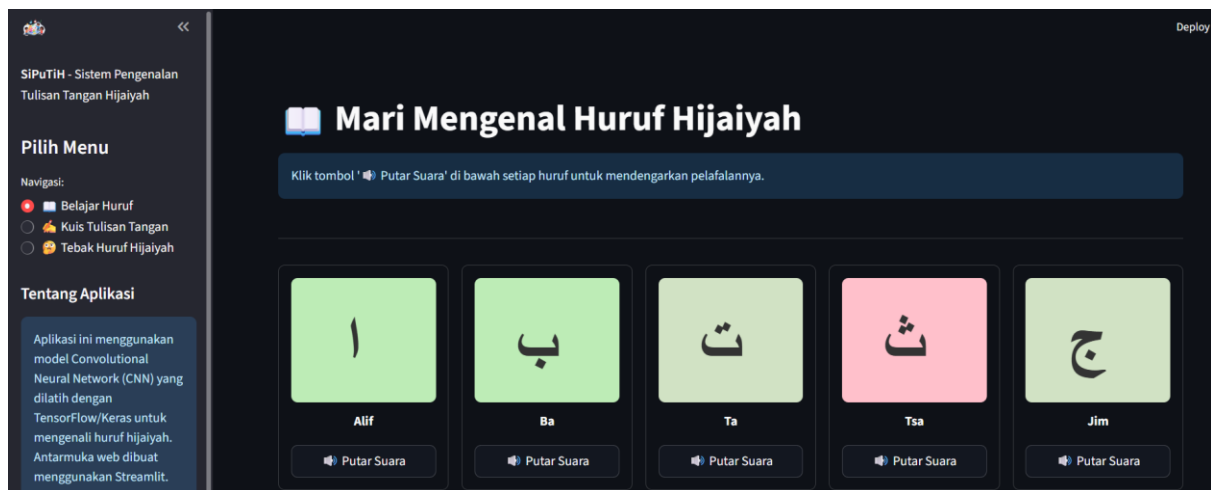 Deploy
SiPuTiH - Sistem Pengenalan
Tulisan Tangan Hijaiyah
Pilih Menu
Navigasi:
Belajar Huruf
Kuis Tulisan Tangan
Tebak Huruf Hijaiyah
Tentang Aplikasi
Aplikasi ini menggunakan
model Convolutional
Neural Network (CNN) yang
dilatih dengan
TensorFlow/Keras untuk
mengenali huruf hijaiyah.
Antarmuka web dibuat
menggunakan Streamlit.
Mari Mengenal Huruf Hijaiyah
Klik tombol '🔊 Putar Suara' di bawah setiap huruf untuk mendengarkan pelafalannya.
ا
Alif
Putar Suara
ب
Ba
Putar Suara
ت
Ta
Putar Suara
ث
Tsa
Putar Suara
ج
Jim
Putar Suara